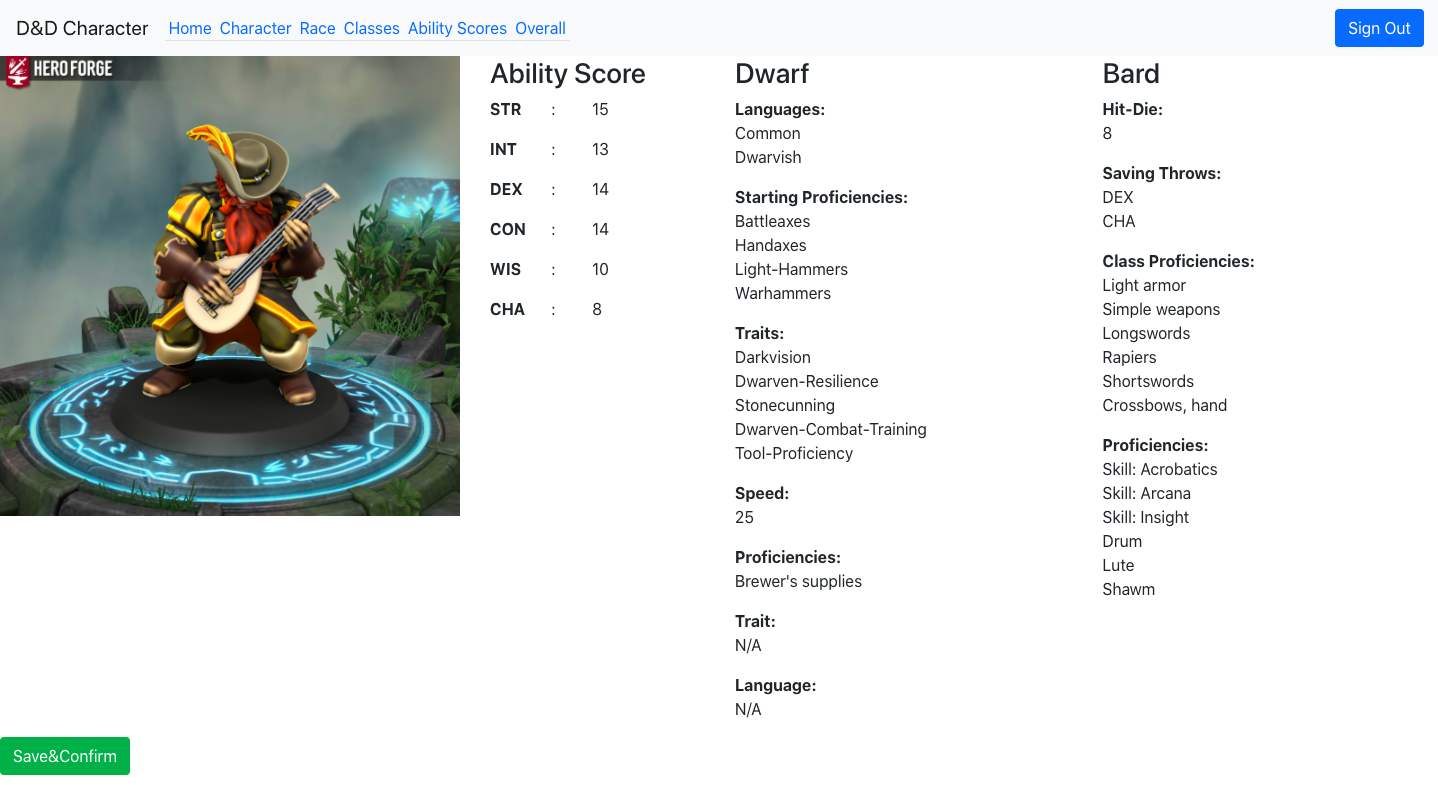 D&D Character Home Character Race Classes Ability Scores Overall Sign Out
HERO FORGE
Ability Score
STR : 15
INT : 13
DEX : 14
CON : 14
WIS : 10
CHA : 8
Dwarf
Languages:
Common
Dwarvish
Starting Proficiencies:
Battleaxes
Handaxes
Light-Hammers
Warhammers
Traits:
Darkvision
Dwarven-Resilience
Stonecunning
Dwarven-Combat-Training
Tool-Proficiency
Speed:
25
Proficiencies:
Brewer's supplies
Trait:
N/A
Language:
N/A
Bard
Hit-Die:
8
Saving Throws:
DEX
CHA
Class Proficiencies:
Light armor
Simple weapons
Longswords
Rapiers
Shortswords
Crossbows, hand
Proficiencies:
Skill: Acrobatics
Skill: Arcana
Skill: Insight
Drum
Lute
Shawm
Save&Confirm